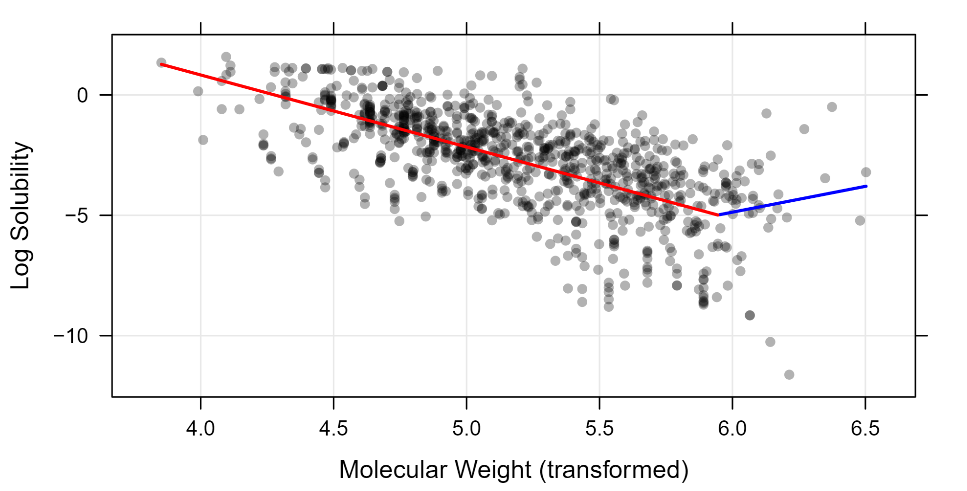 Log Solubility
0
−5
−10
4.0 4.5 5.0 5.5 6.0 6.5
Molecular Weight (transformed)